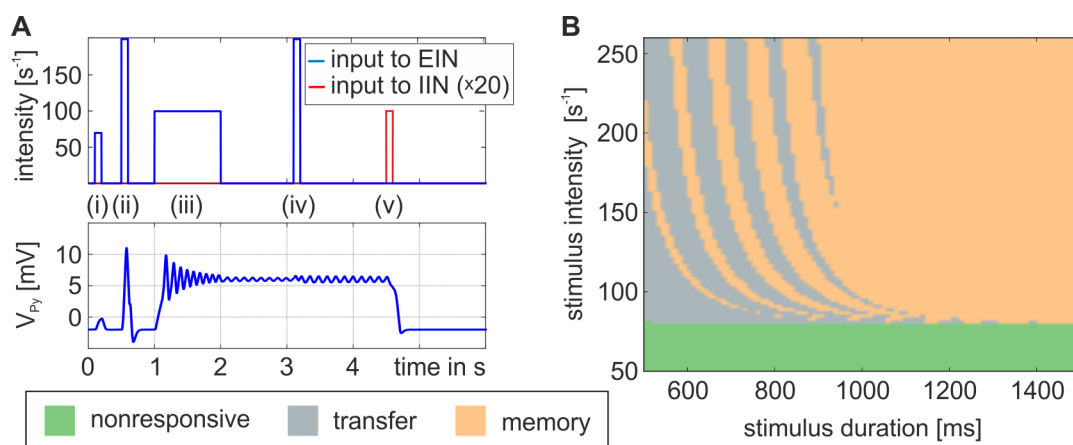 A
intensity [s⁻¹]
150
100
50
input to EIN
input to IIN (×20)
(i) (ii) (iii) (iv) (v)
V_Py [mV]
10
5
0
0 1 2 3 4 time in s
B
stimulus intensity [s⁻¹]
250
200
150
100
50
600 800 1000 1200 1400
stimulus duration [ms]
nonresponsive transfer memory